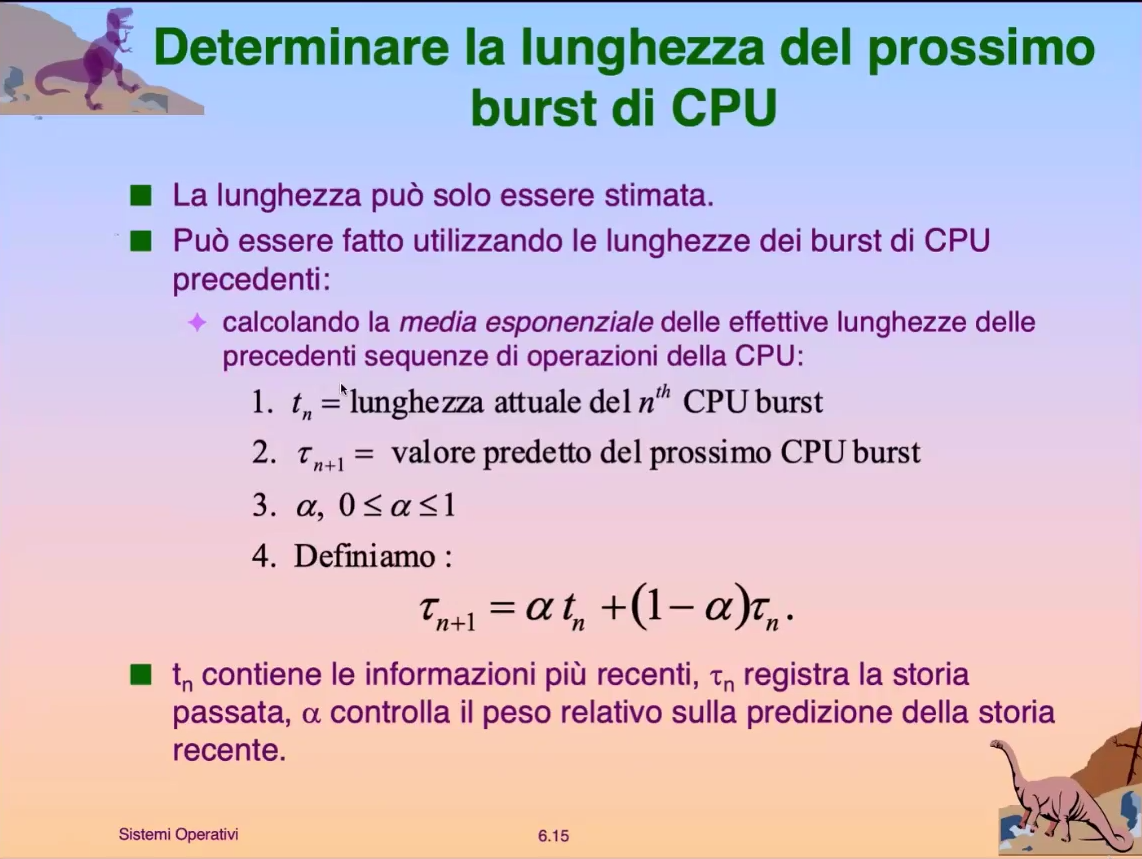 Determinare la lunghezza del prossimo
burst di CPU
La lunghezza può solo essere stimata.
Può essere fatto utilizzando le lunghezze dei burst di CPU
precedenti:
calcolando la media esponenziale delle effettive lunghezze delle
precedenti sequenze di operazioni della CPU:
1. tₙ = lunghezza attuale del nᵗʰ CPU burst
2. τₙ₊₁ = valore predetto del prossimo CPU burst
3. α, 0 ≤ α ≤ 1
4. Definiamo :
τₙ₊₁ = α tₙ + (1 − α)τₙ.
tₙ contiene le informazioni più recenti, τₙ registra la storia
passata, α controlla il peso relativo sulla predizione della storia
recente.
Sistemi Operativi
6.15